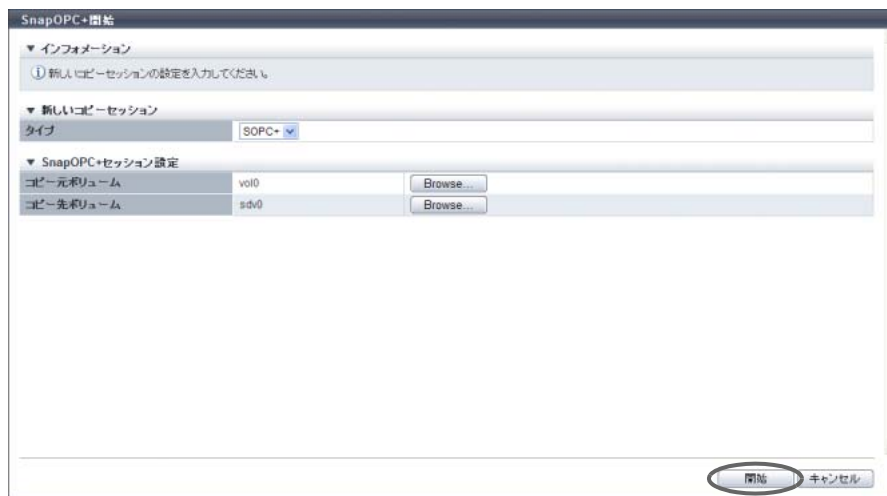 SnapOPC+開始
▼ インフォメーション
新しいコピーセッションの設定を入力してください。
▼ 新しいコピーセッション
タイプ SOPC+
▼ SnapOPC+セッション設定
コピー元ボリューム vol0 Browse...
コピー先ボリューム sdv0 Browse...
開始 キャンセル